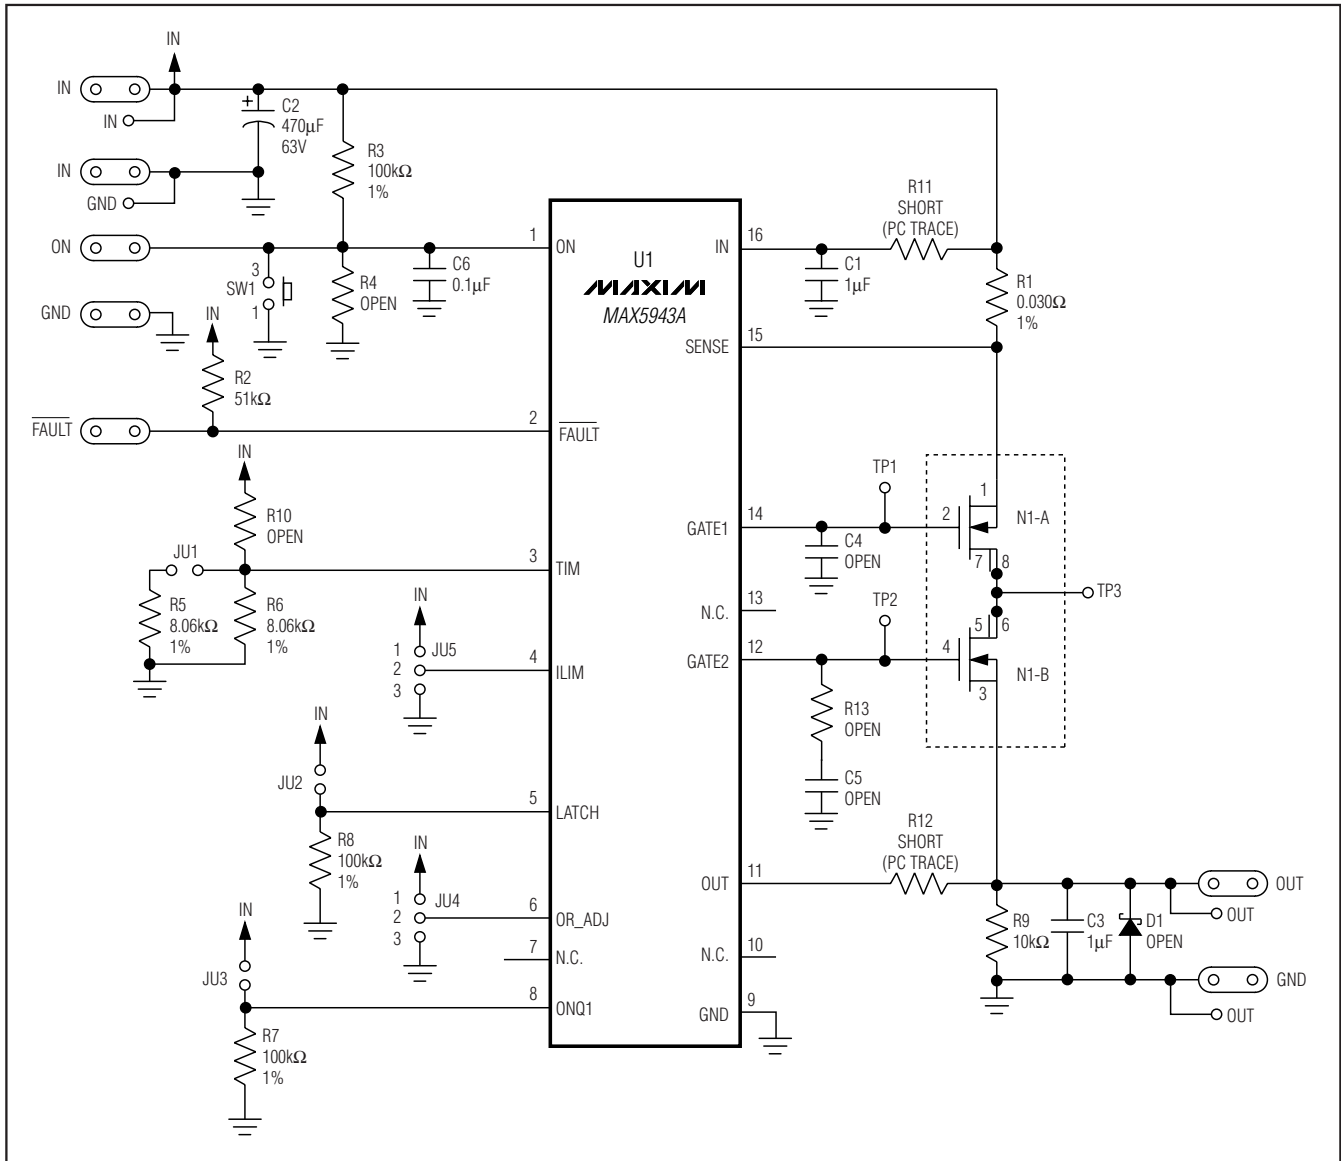 IN
IN
IN
+
C2
470µF
63V
R3
100kΩ
1%
IN
GND
ON
GND
3
SW1
1
R4
OPEN
C6
0.1µF
IN
R2
51kΩ
FAULT
IN
R10
OPEN
JU1
R5
8.06kΩ
1%
R6
8.06kΩ
1%
IN
1
2
3
JU5
IN
JU2
R8
100kΩ
1%
IN
1
2
3
JU4
IN
JU3
R7
100kΩ
1%
U1
MAXIM
MAX5943A
1 ON
2 FAULT
3 TIM
4 ILIM
5 LATCH
6 OR_ADJ
7 N.C.
8 ONQ1
IN 16
SENSE 15
GATE1 14
N.C. 13
GATE2 12
OUT 11
N.C. 10
GND 9
R11
SHORT
(PC TRACE)
C1
1µF
R1
0.030Ω
1%
TP1
C4
OPEN
1
2
N1-A
7 8
TP3
TP2
5 6
4
N1-B
3
R13
OPEN
C5
OPEN
R12
SHORT
(PC TRACE)
R9
10kΩ
C3
1µF
D1
OPEN
OUT
OUT
GND
OUT